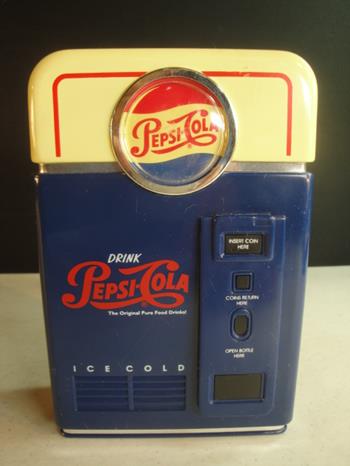 PEPSI-COLA
INSERT COIN
HERE
DRINK
PEPSI-COLA
The Original Pure Food Drink!
COINS RETURN
HERE
OPEN BOTTLE
HERE
ICE COLD